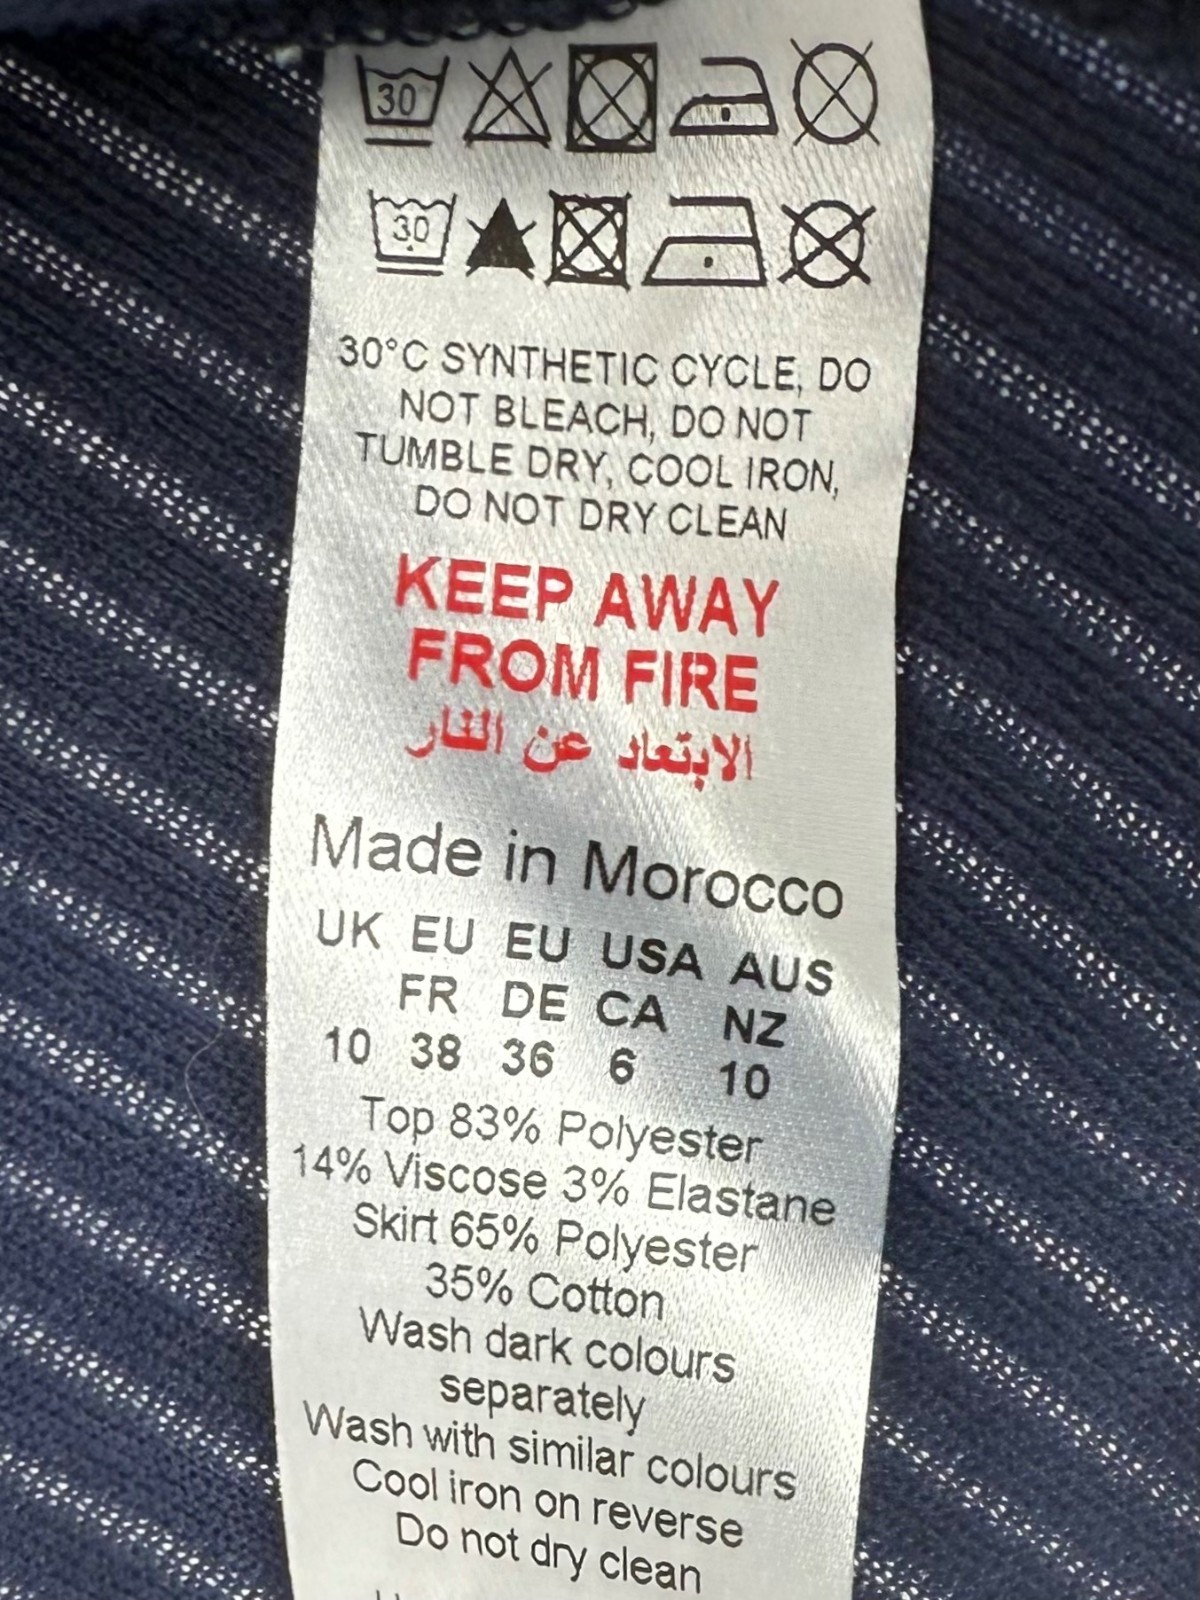 30
30
30°C SYNTHETIC CYCLE, DO
NOT BLEACH, DO NOT
TUMBLE DRY, COOL IRON,
DO NOT DRY CLEAN
KEEP AWAY
FROM FIRE
الابتعاد عن النار
Made in Morocco
UK EU EU USA AUS
FR DE CA NZ
10 38 36 6 10
Top 83% Polyester
14% Viscose 3% Elastane
Skirt 65% Polyester
35% Cotton
Wash dark colours
separately
Wash with similar colours
Cool iron on reverse
Do not dry clean